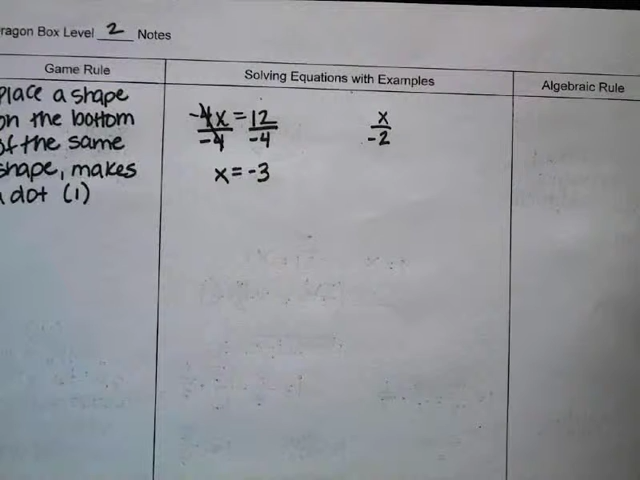 ragon Box Level 2 Notes
Game Rule
Solving Equations with Examples
Algebraic Rule
place a shape
on the bottom
of the same
shape, makes
a dot (1)
-4x = 12
-4 -4
x = -3
x
-2